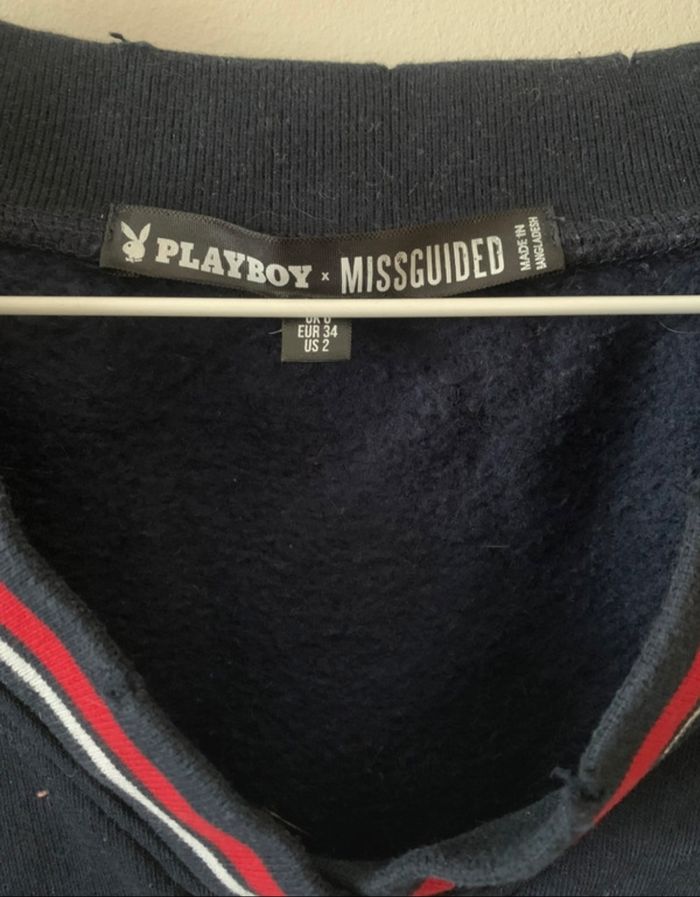 PLAYBOY x MISSGUIDED
MADE IN
BANGLADESH
EUR 34
US 2